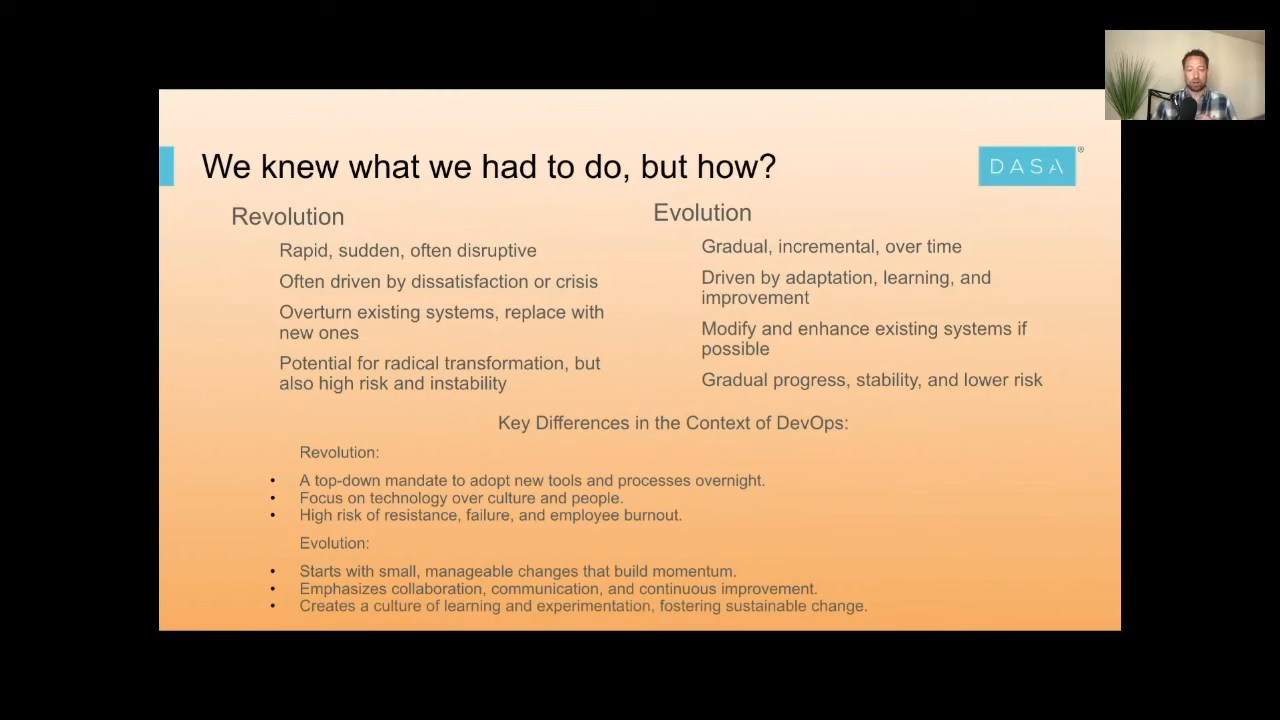 We knew what we had to do, but how?
DASA
®
Revolution
Rapid, sudden, often disruptive
Often driven by dissatisfaction or crisis
Overturn existing systems, replace with
new ones
Potential for radical transformation, but
also high risk and instability
Evolution
Gradual, incremental, over time
Driven by adaptation, learning, and
improvement
Modify and enhance existing systems if
possible
Gradual progress, stability, and lower risk
Key Differences in the Context of DevOps:
Revolution:
• A top-down mandate to adopt new tools and processes overnight.
• Focus on technology over culture and people.
• High risk of resistance, failure, and employee burnout.
Evolution:
• Starts with small, manageable changes that build momentum.
• Emphasizes collaboration, communication, and continuous improvement.
• Creates a culture of learning and experimentation, fostering sustainable change.